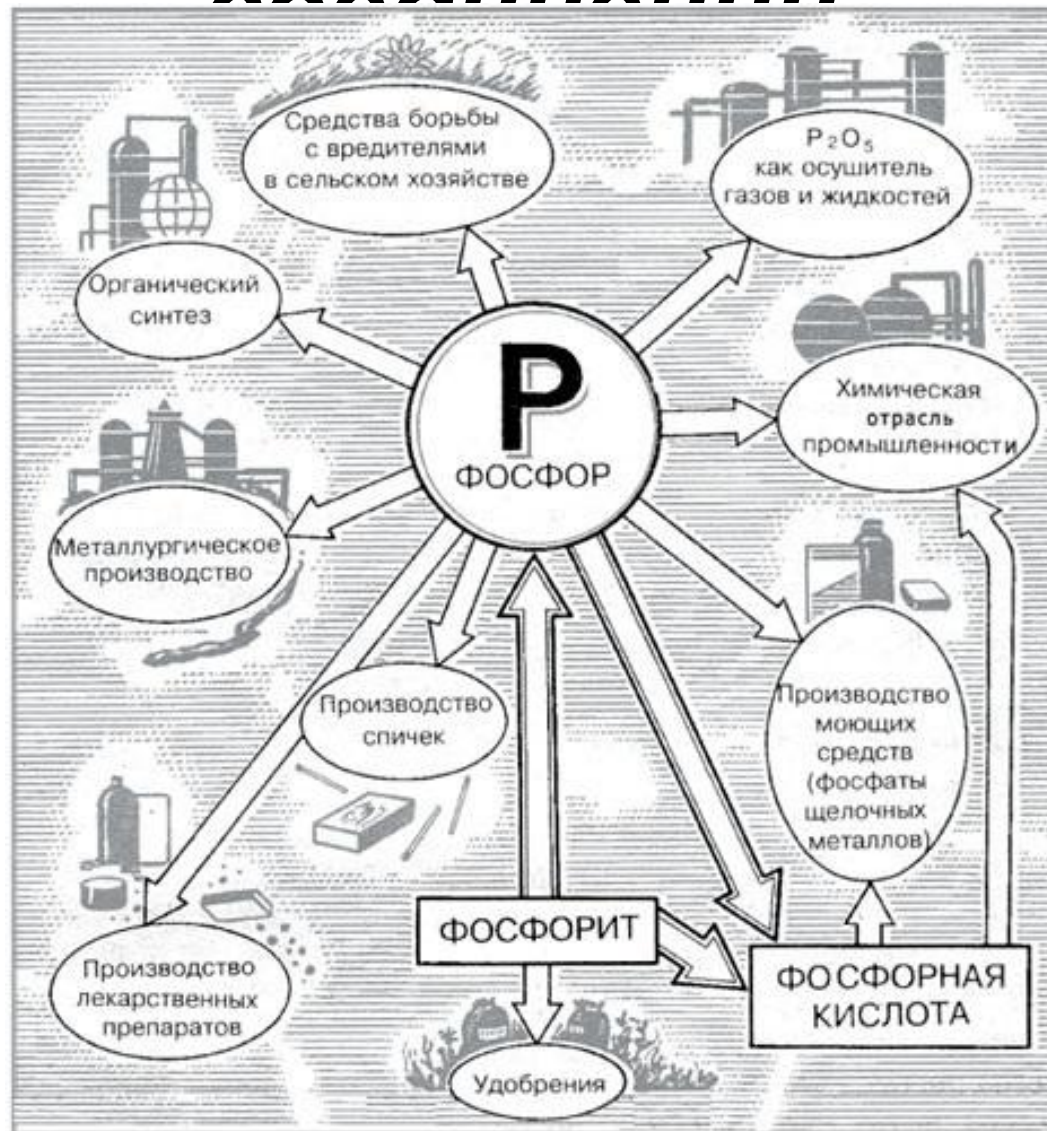 Средства борьбы
с вредителями
в сельском хозяйстве
P₂O₅
как осушитель
газов и жидкостей
Органический
синтез
Химическая
отрасль
промышленности
P
ФОСФОР
Металлургическое
производство
Производство
спичек
Производство
моющих
средств
(фосфаты
щелочных
металлов)
ФОСФОРИТ
Производство
лекарственных
препаратов
ФОСФОРНАЯ
КИСЛОТА
Удобрения